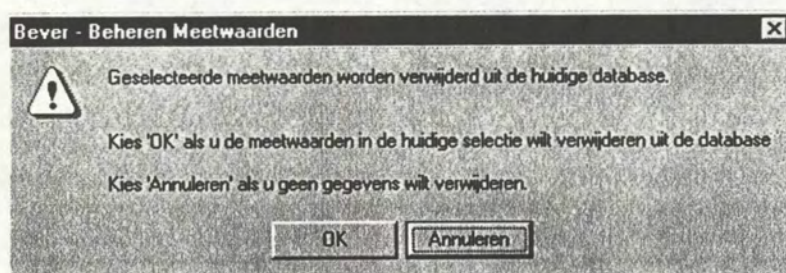 Bever - Beheren Meetwaarden
Geselecteerde meetwaarden worden verwijderd uit de huidige database.
Kies 'OK' als u de meetwaarden in de huidige selectie wilt verwijderen uit de database
Kies 'Annuleren' als u geen gegevens wilt verwijderen.
OK
Annuleren